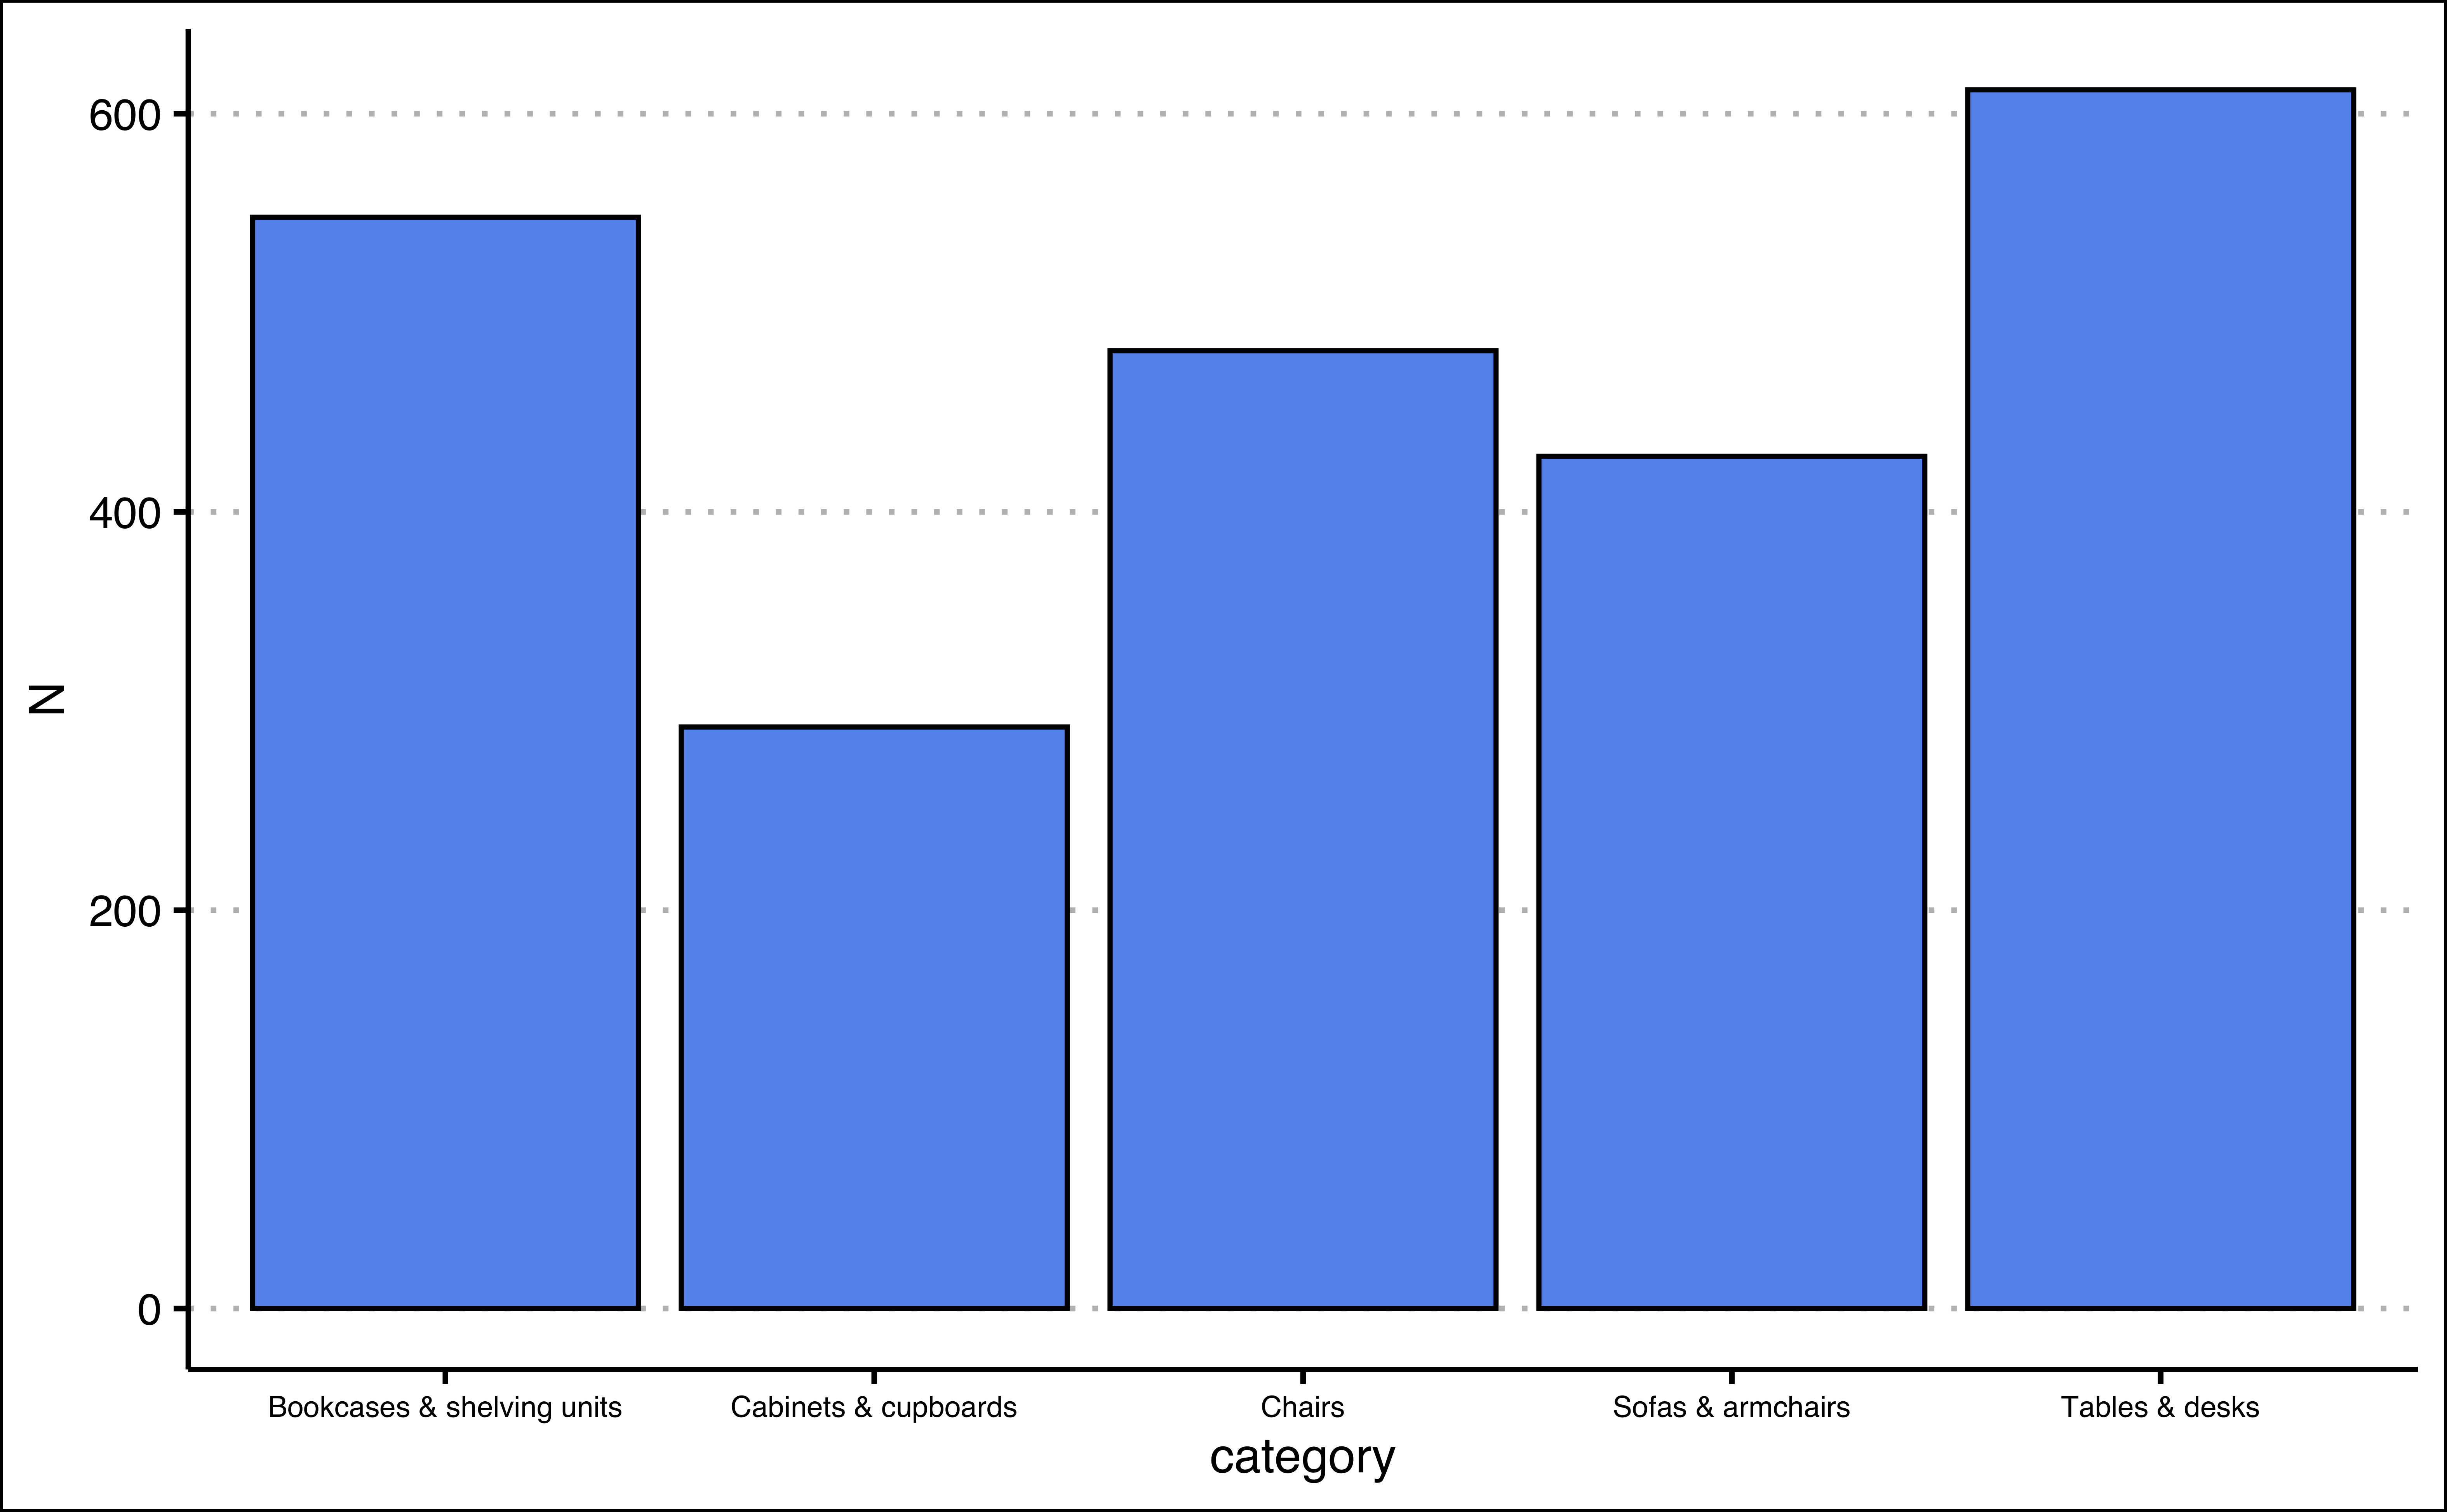 600
400
200
0
N
Bookcases & shelving units
Cabinets & cupboards
Chairs
Sofas & armchairs
Tables & desks
category